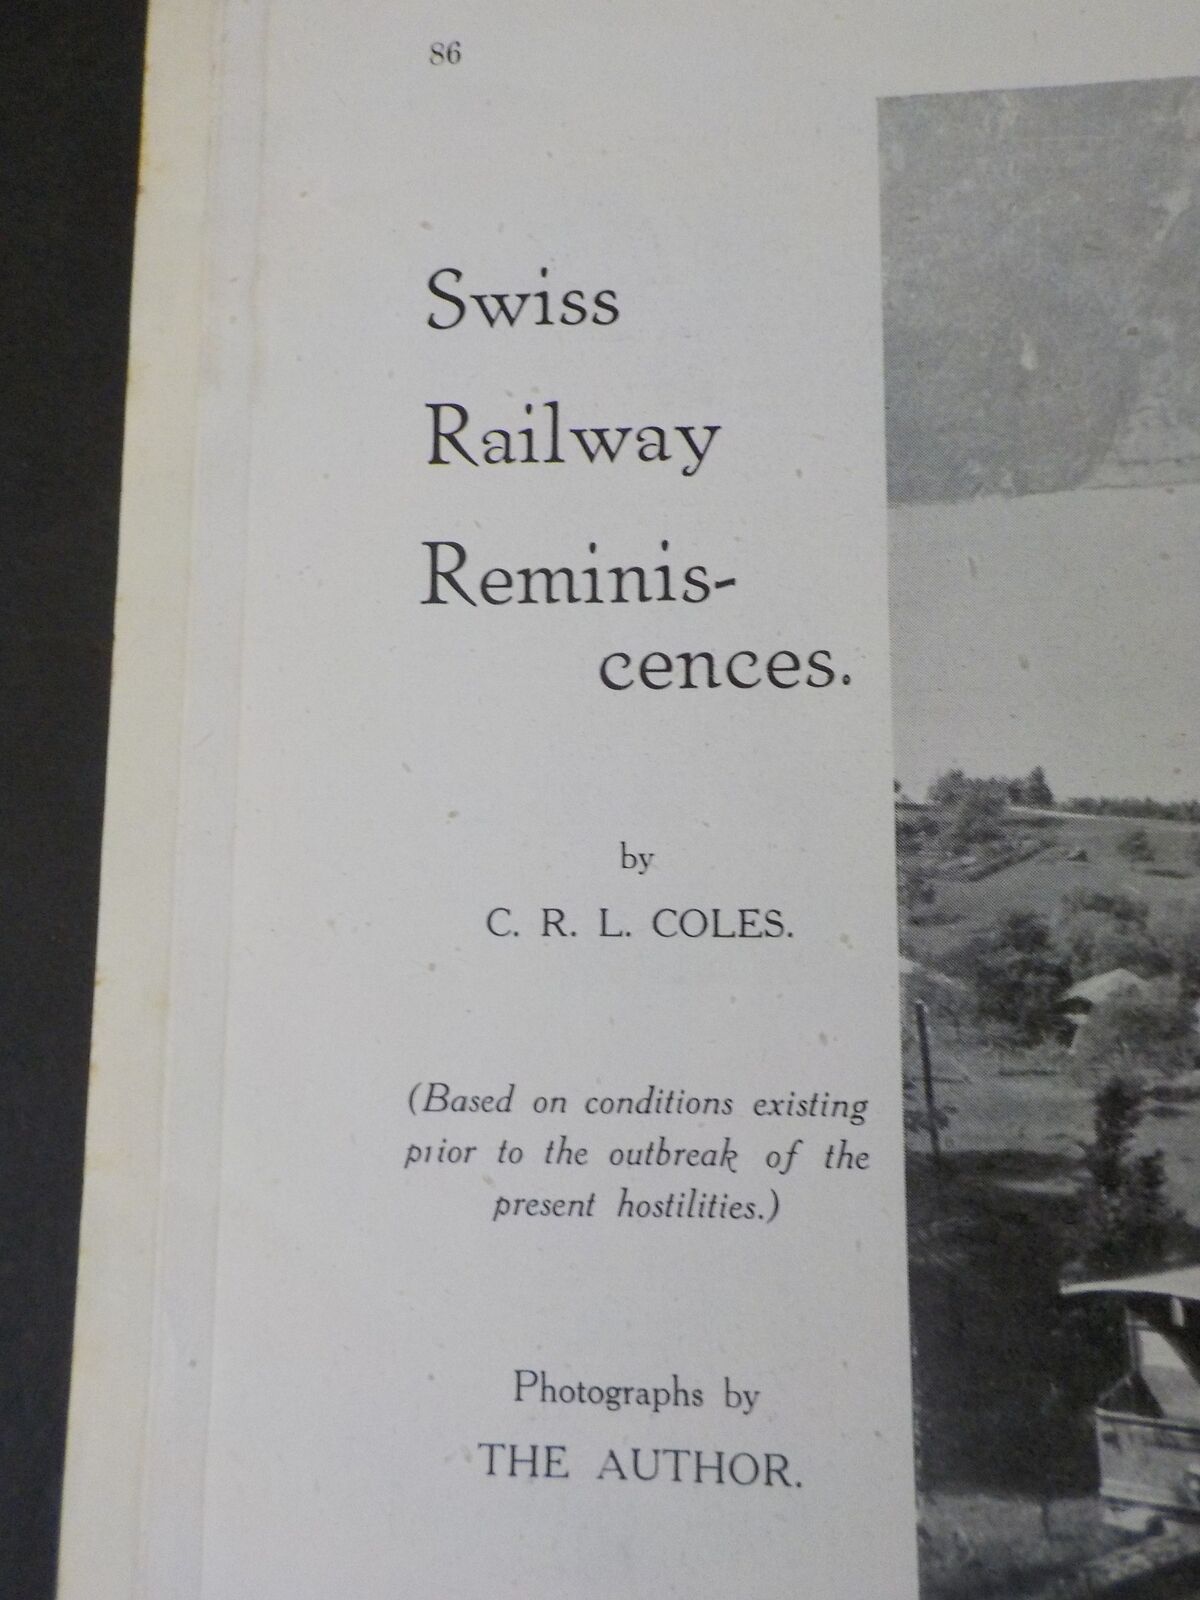 86
Swiss
Railway
Reminis-
cences.
by
C. R. L. COLES.
(Based on conditions existing
prior to the outbreak of the
present hostilities.)
Photographs by
THE AUTHOR.